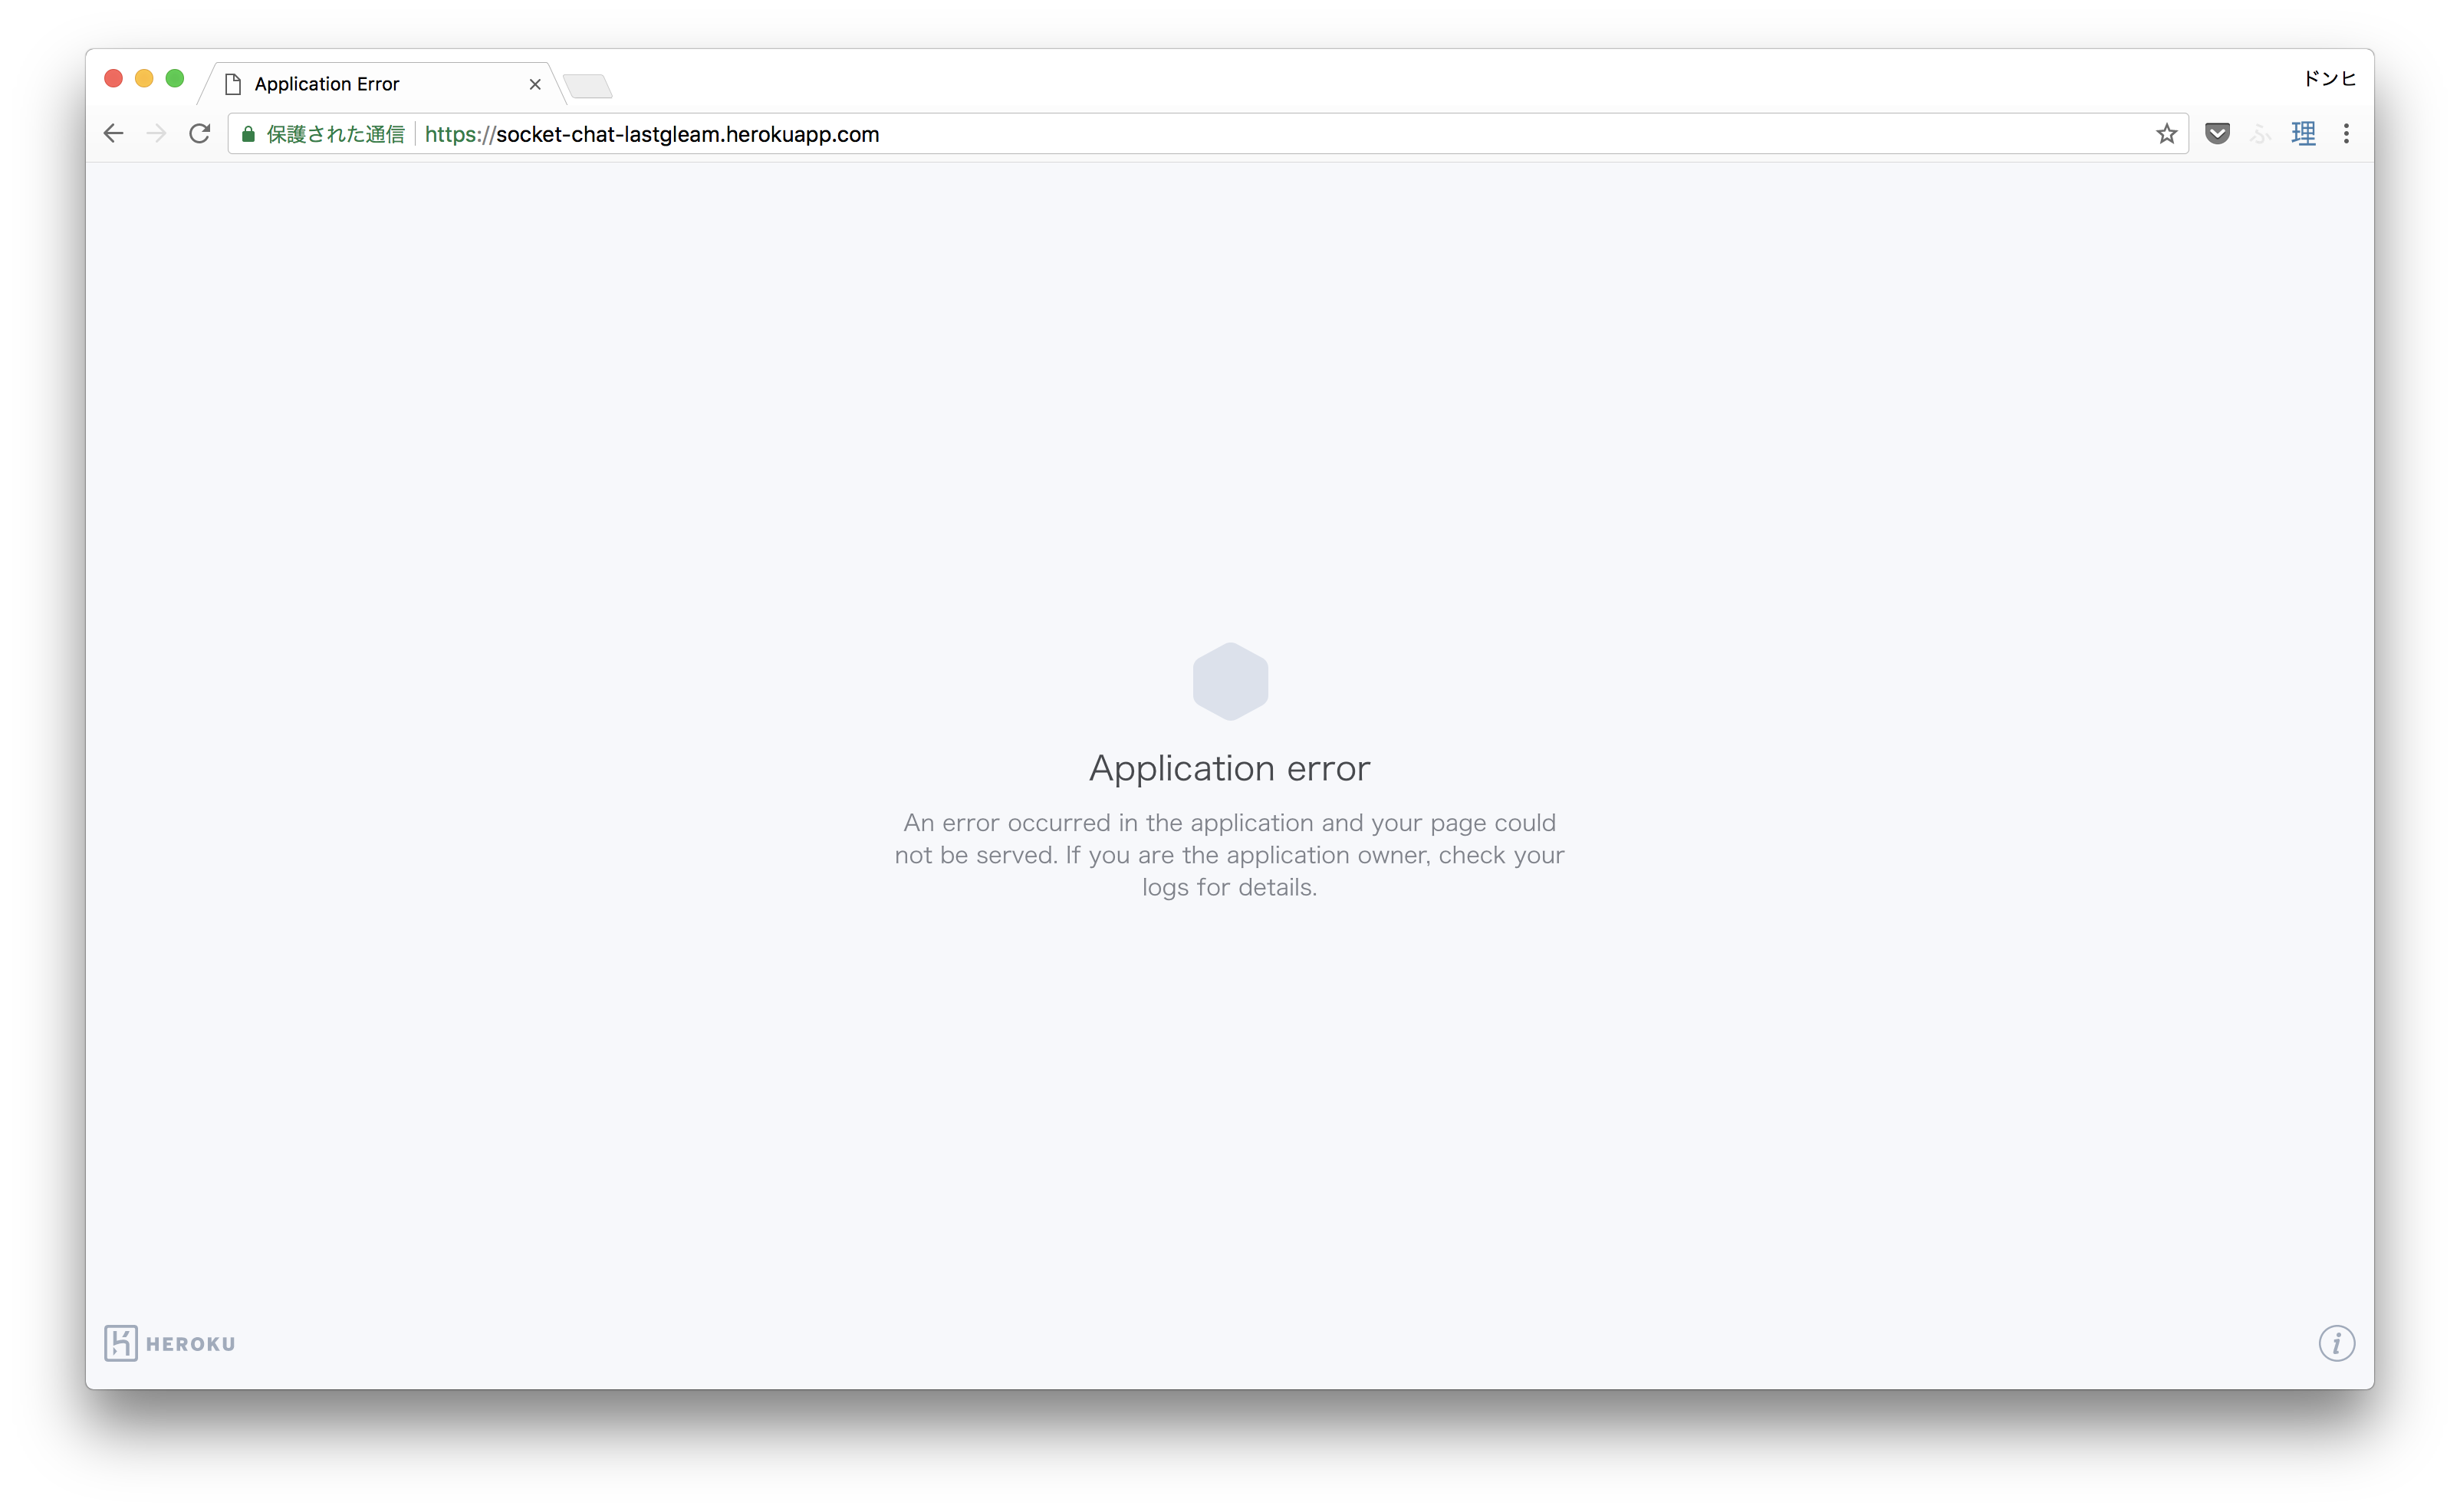 Application Error
ドンヒ
保護された通信 https://socket-chat-lastgleam.herokuapp.com
ふ 理
Application error
An error occurred in the application and your page could
not be served. If you are the application owner, check your
logs for details.
HEROKU